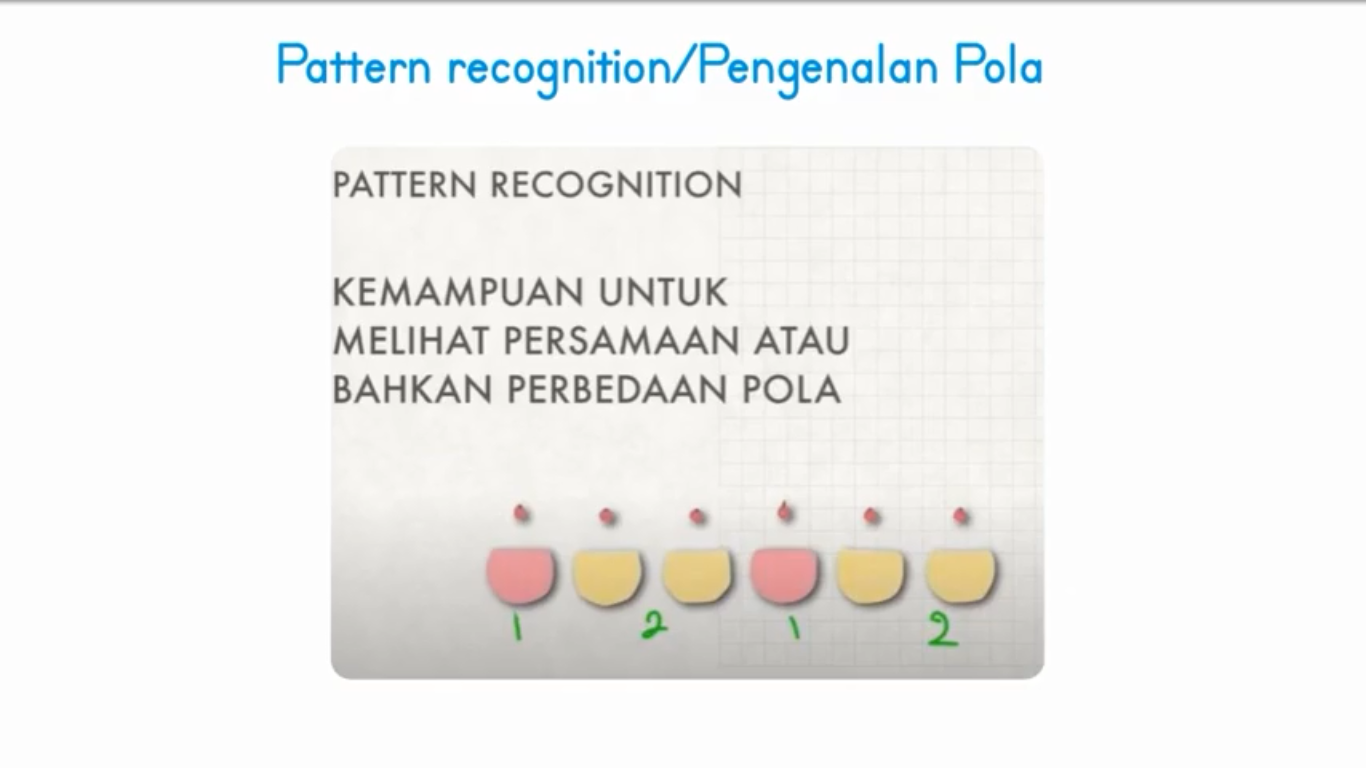 Pattern recognition/Pengenalan Pola
PATTERN RECOGNITION
KEMAMPUAN UNTUK
MELIHAT PERSAMAAN ATAU
BAHKAN PERBEDAAN POLA
1 2 1 2